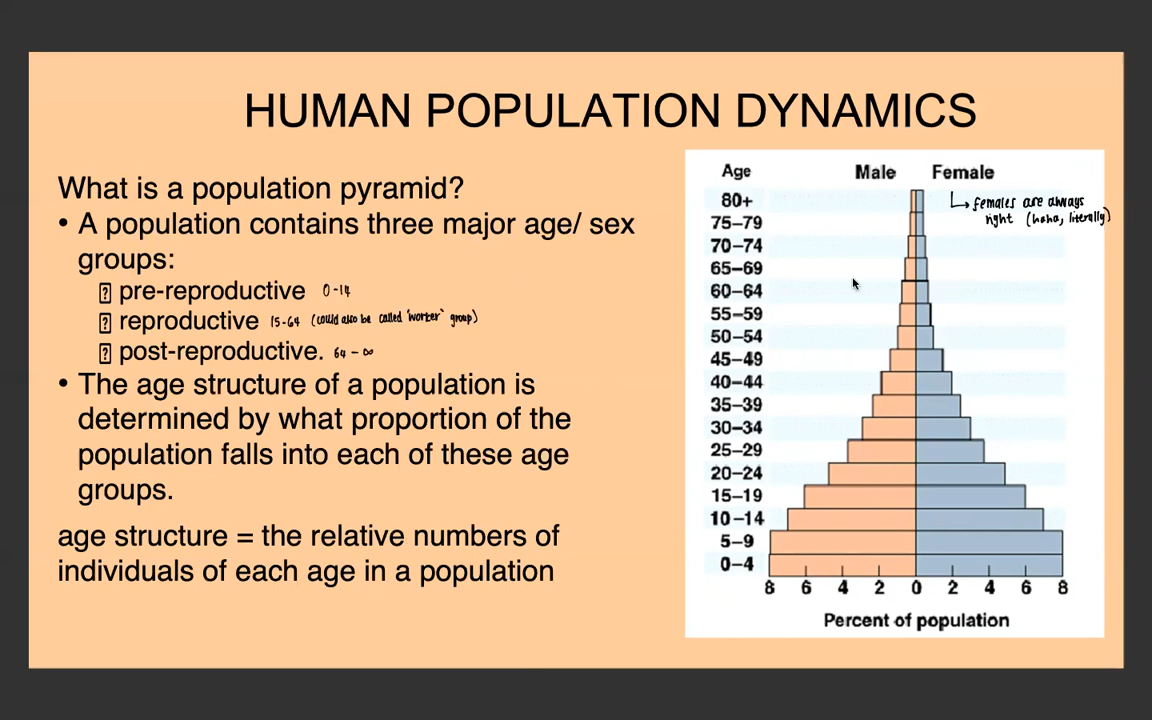 HUMAN POPULATION DYNAMICS
What is a population pyramid?
• A population contains three major age/ sex
groups:
pre-reproductive 0-14
reproductive 15-64 (could also be called 'worker' group)
post-reproductive. 64 - ∞
• The age structure of a population is
determined by what proportion of the
population falls into each of these age
groups.
age structure = the relative numbers of
individuals of each age in a population
Age Male Female
80+
75–79
70–74
65–69
60–64
55–59
50–54
45–49
40–44
35–39
30–34
25–29
20–24
15–19
10–14
5–9
0–4
8 6 4 2 0 2 4 6 8
Percent of population
females are always
right (haha, literally)